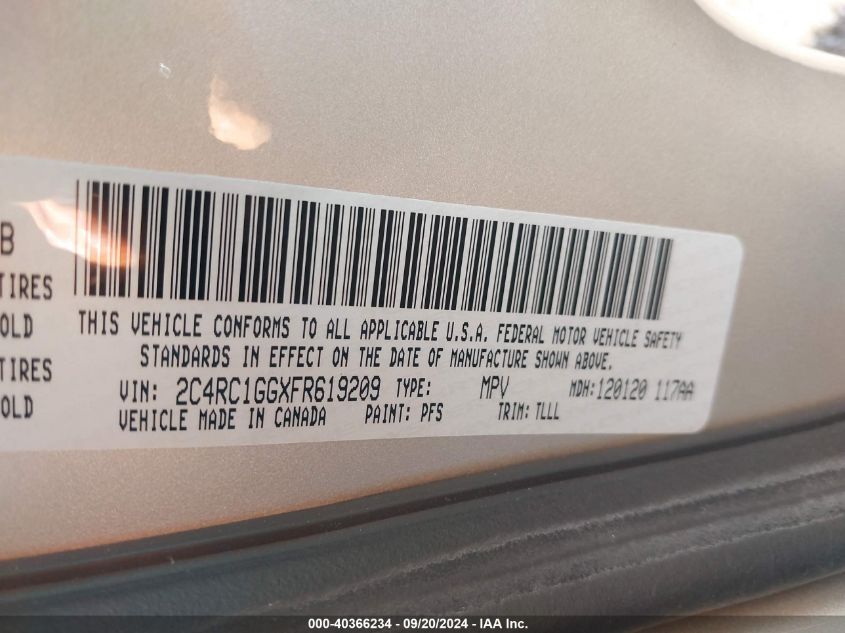 B
TIRES
OLD
TIRES
OLD
THIS VEHICLE CONFORMS TO ALL APPLICABLE U.S.A. FEDERAL MOTOR VEHICLE SAFETY
STANDARDS IN EFFECT ON THE DATE OF MANUFACTURE SHOWN ABOVE.
VIN: 2C4RC1GGXFR619209 TYPE: MPV MDH:120120 117AA
VEHICLE MADE IN CANADA PAINT: PFS TRIM: TLLL
000-40366234 - 09/20/2024 - IAA Inc.